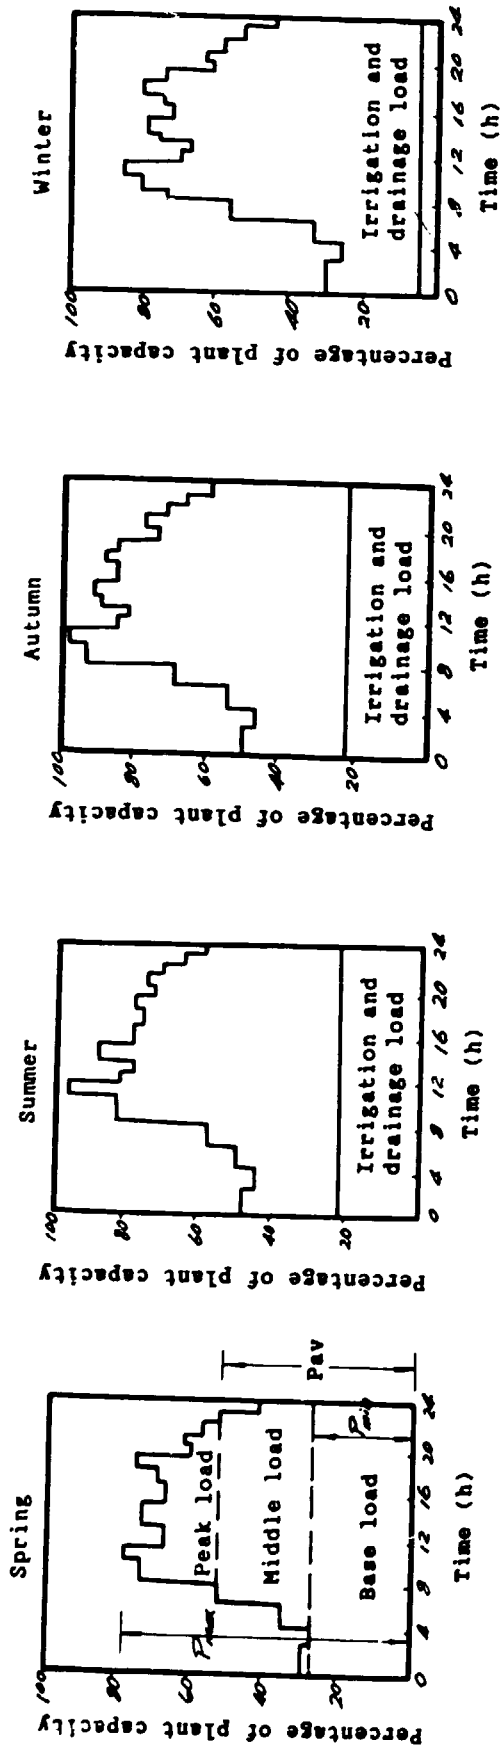 Spring
Percentage of plant capacity
100
80
60
40
20
0
Pmax
Peak load
Middle load
Base load
Pmin
Pav
0 4 8 12 16 20 24
Time (h)
Summer
Percentage of plant capacity
100
80
60
40
20
Irrigation and
drainage load
0 4 8 12 16 20 24
Time (h)
Autumn
Percentage of plant capacity
100
80
60
40
20
Irrigation and
drainage load
0 4 8 12 16 20 24
Time (h)
Winter
Percentage of plant capacity
100
80
60
40
20
Irrigation and
drainage load
0 4 8 12 16 20 24
Time (h)